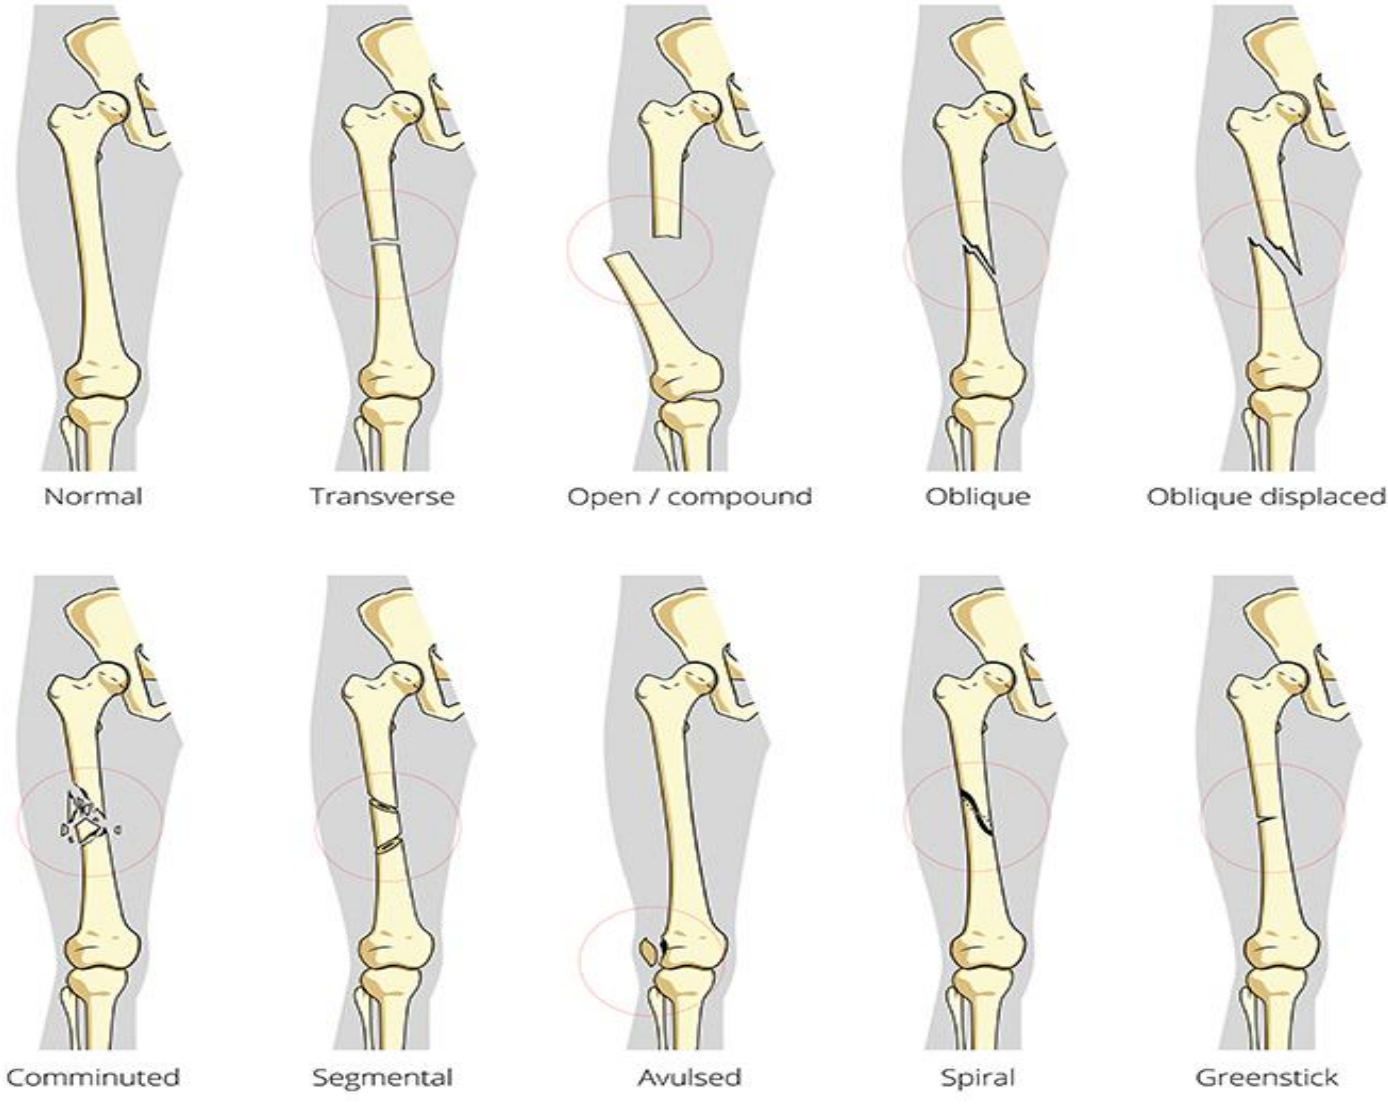 Normal
Transverse
Open / compound
Oblique
Oblique displaced
Comminuted
Segmental
Avulsed
Spiral
Greenstick